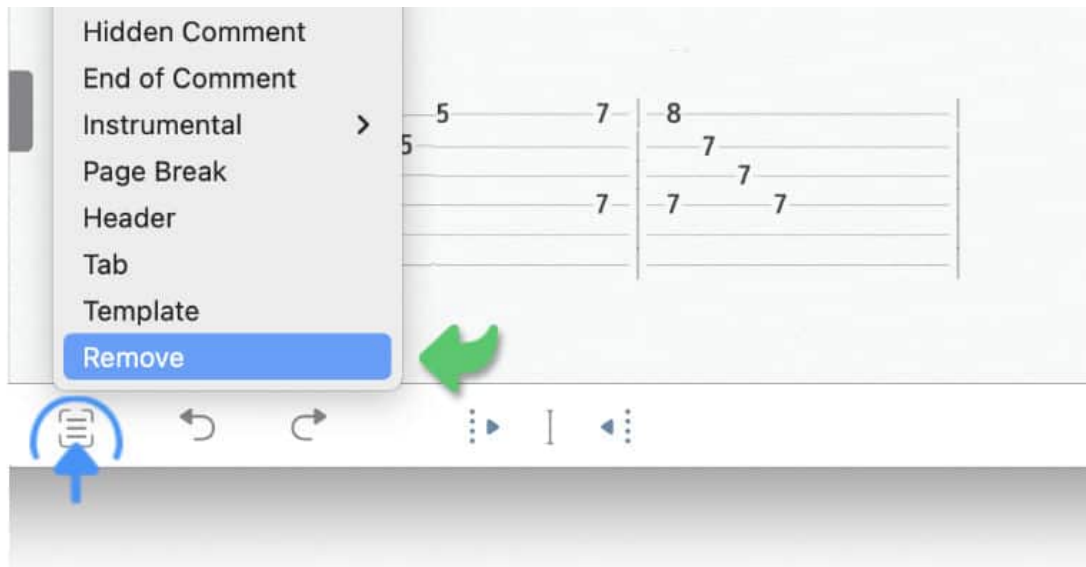 Hidden Comment
End of Comment
Instrumental
Page Break
Header
Tab
Template
Remove
5 7 8
5 7
7
7 7 7